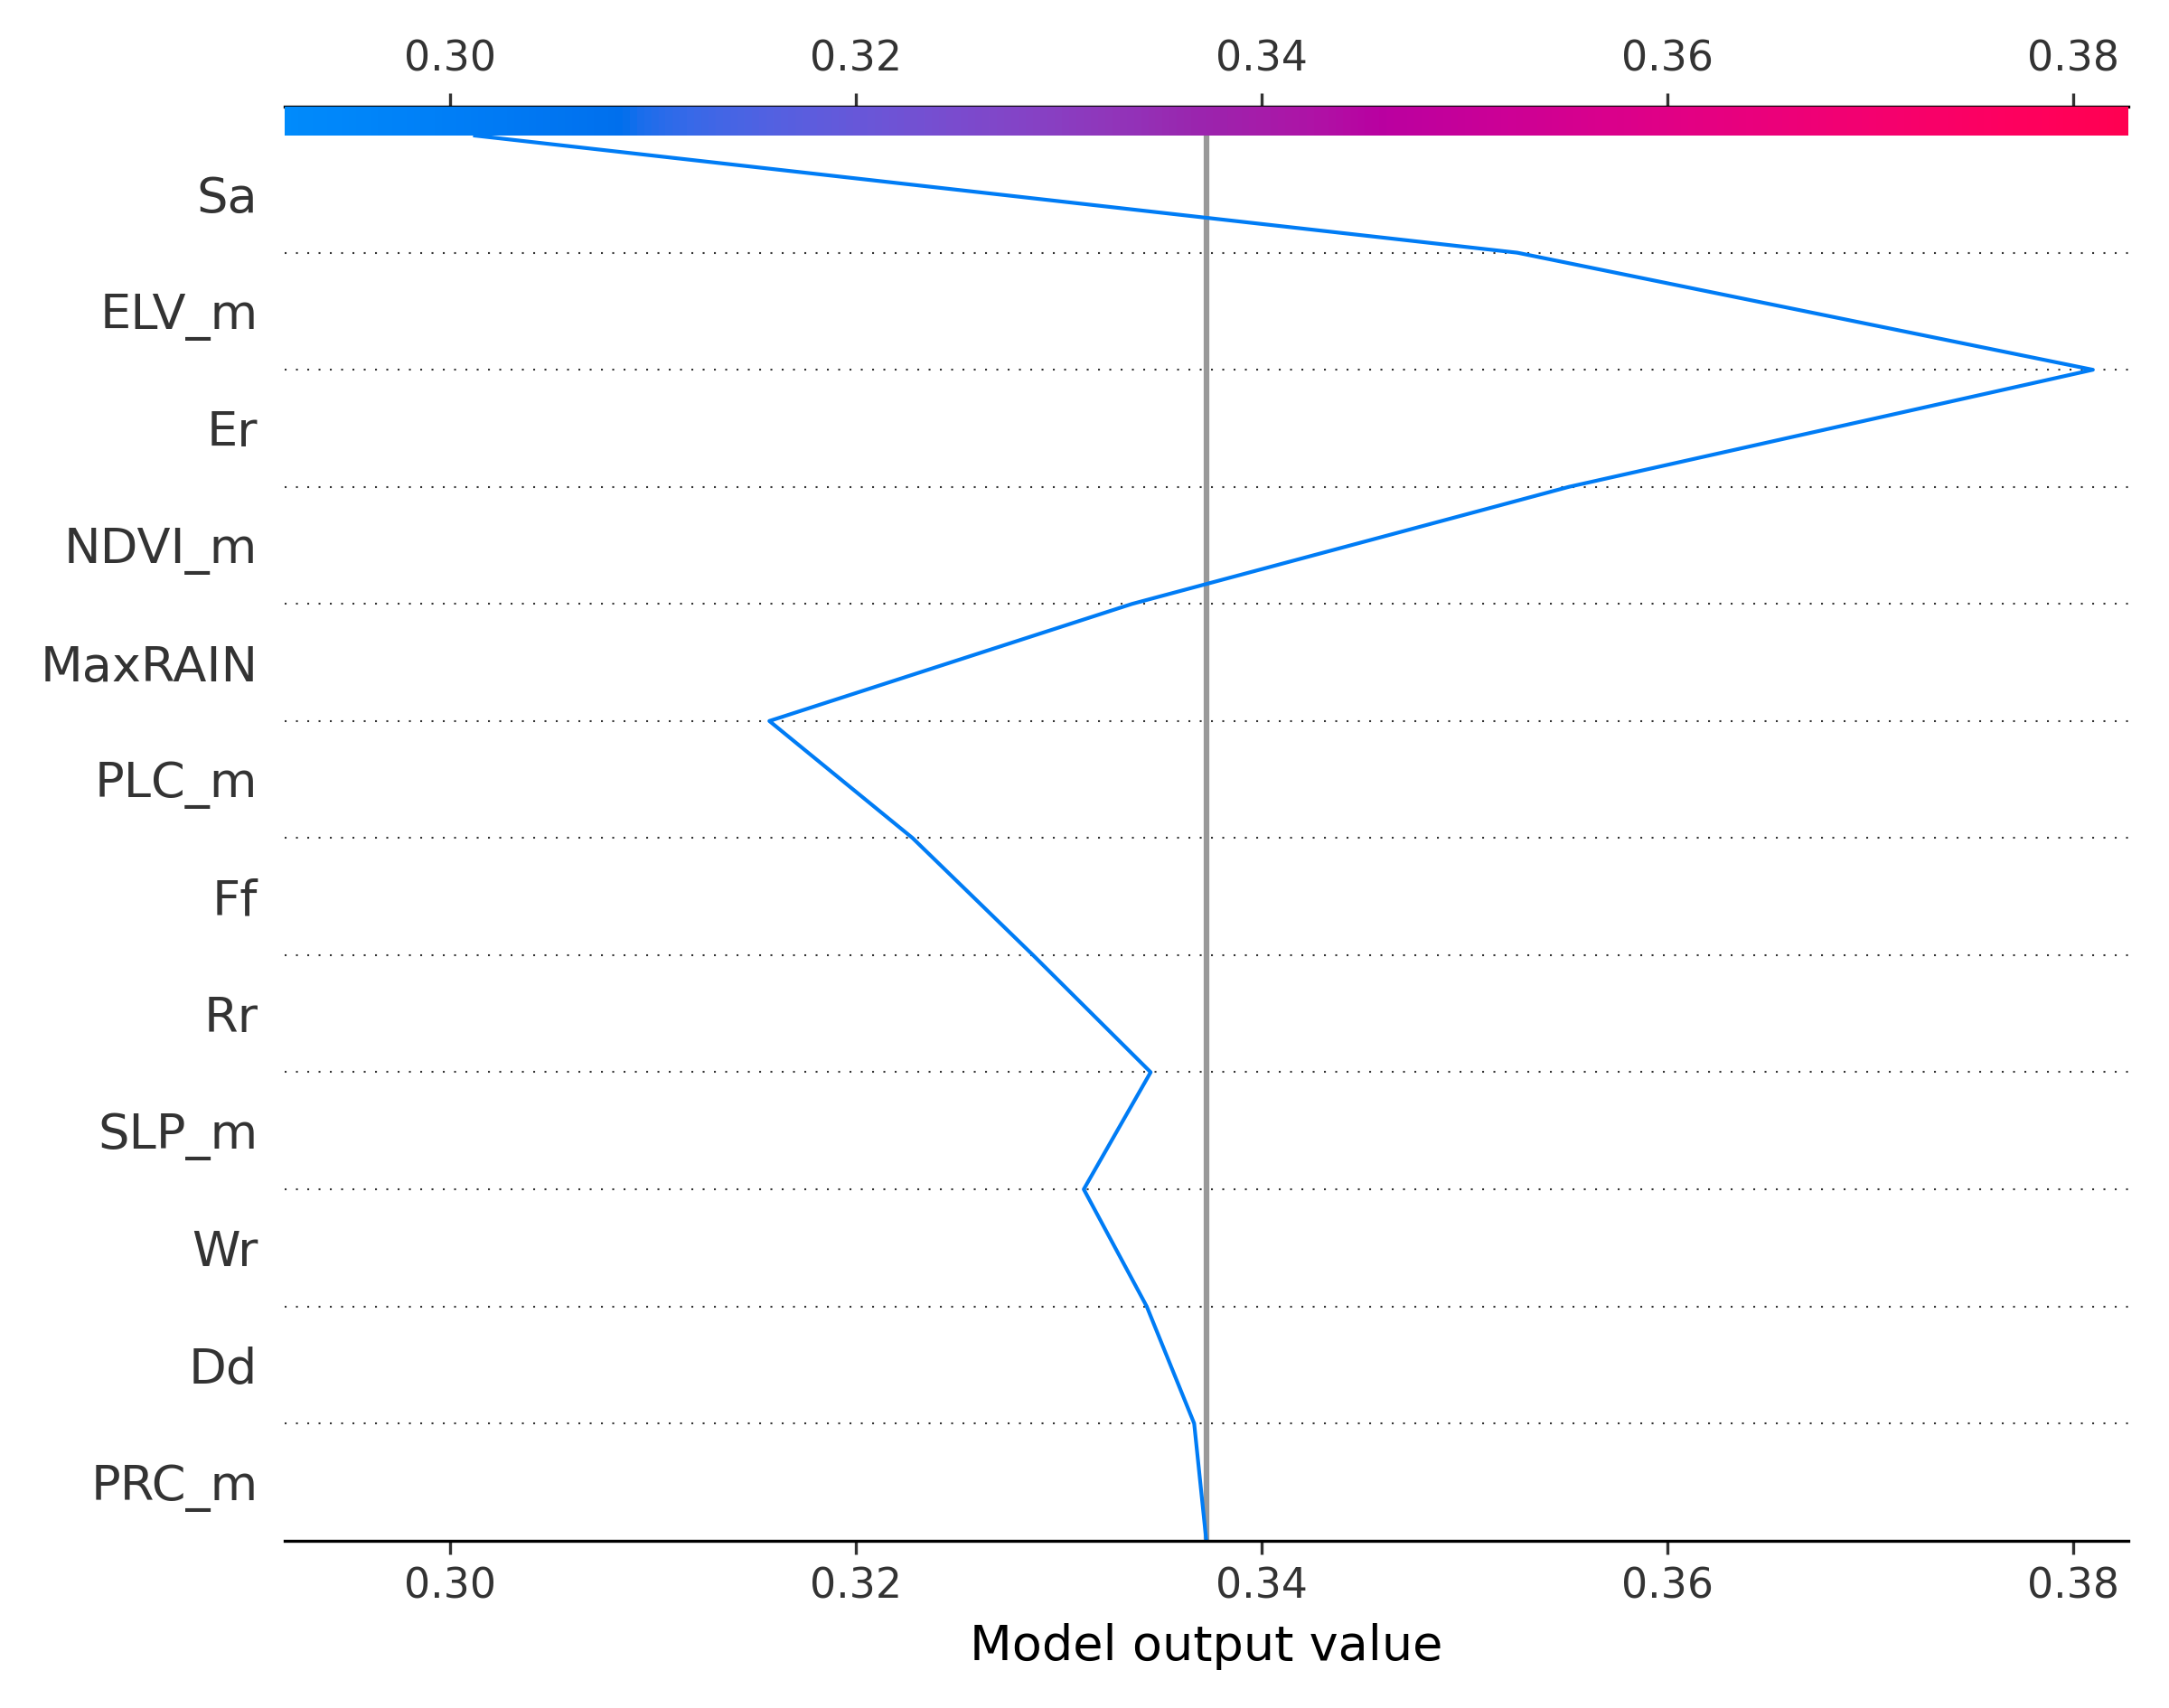 0.30 0.32 0.34 0.36 0.38
Sa
ELV_m
Er
NDVI_m
MaxRAIN
PLC_m
Ff
Rr
SLP_m
Wr
Dd
PRC_m
0.30 0.32 0.34 0.36 0.38
Model output value